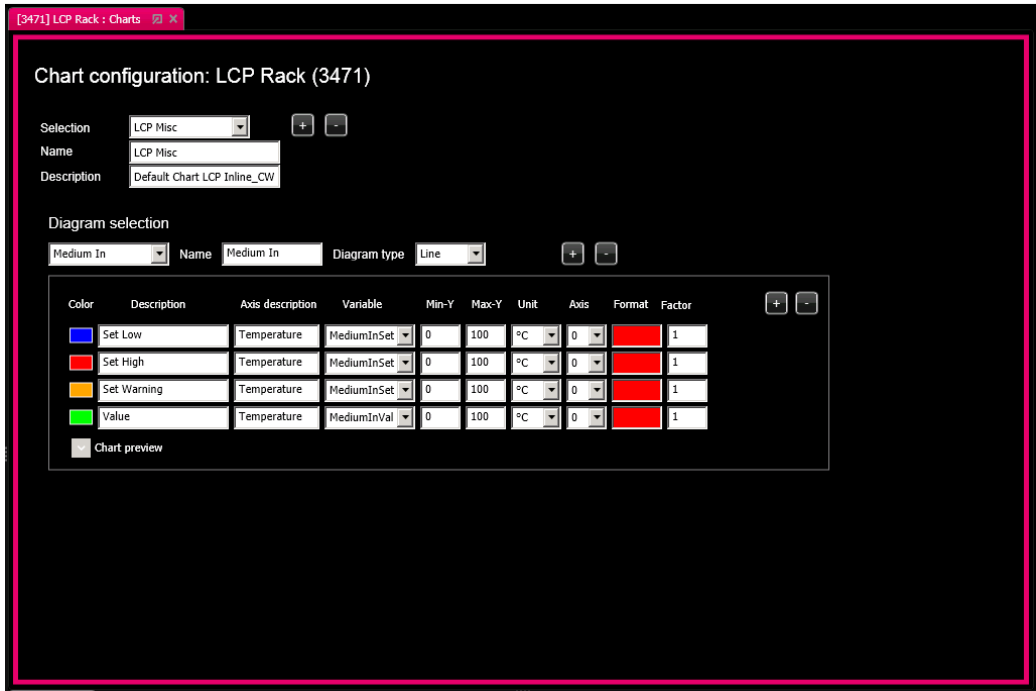 [3471] LCP Rack : Charts
Chart configuration: LCP Rack (3471)
Selection LCP Misc + -
Name LCP Misc
Description Default Chart LCP Inline_CW
Diagram selection
Medium In Name Medium In Diagram type Line + -
Color Description Axis description Variable Min-Y Max-Y Unit Axis Format Factor + -
Set Low Temperature MediumInSet 0 100 °C 0 1
Set High Temperature MediumInSet 0 100 °C 0 1
Set Warning Temperature MediumInSet 0 100 °C 0 1
Value Temperature MediumInVal 0 100 °C 0 1
Chart preview